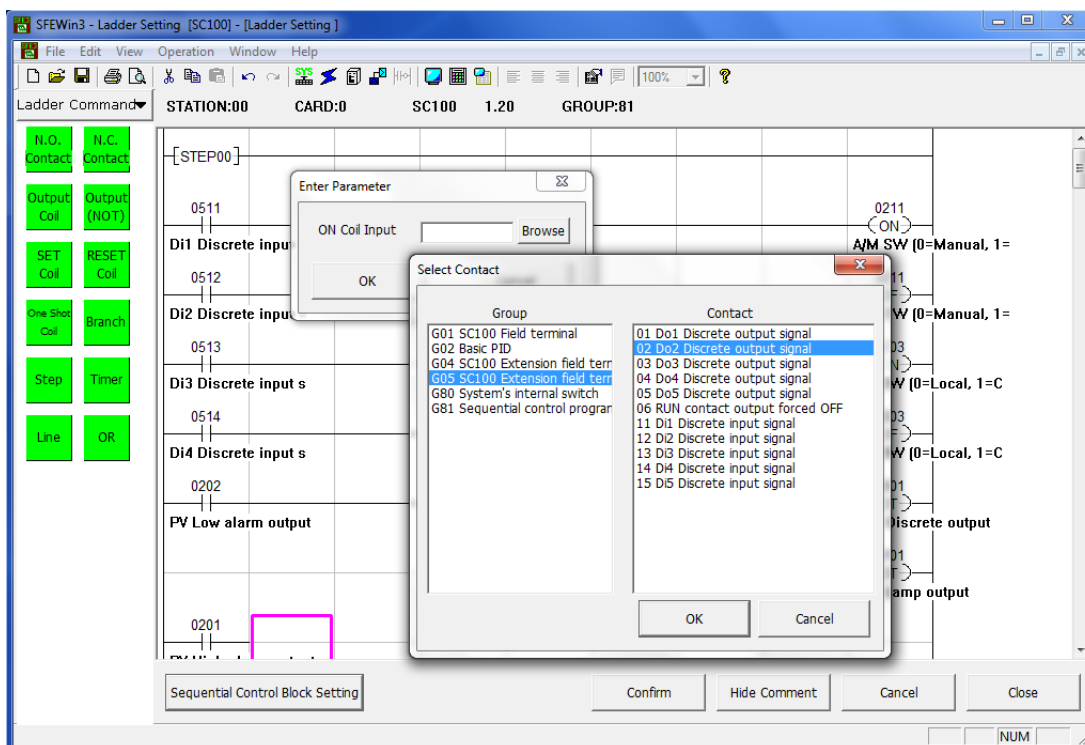 SFEWin3 - Ladder Setting [SC100] - [Ladder Setting ]
File Edit View Operation Window Help
SYS
100%
Ladder Command
STATION:00 CARD:0 SC100 1.20 GROUP:81
N.O. Contact
N.C. Contact
Output Coil
Output (NOT)
SET Coil
RESET Coil
One Shot Coil
Branch
Step
Timer
Line
OR
STEP00
0511
Di1 Discrete input
0512
Di2 Discrete input
0513
Di3 Discrete input s
0514
Di4 Discrete input s
0202
PV Low alarm output
0201
0211
ON
A/M SW (0=Manual, 1=
11
W (0=Manual, 1=
03
W (0=Local, 1=C
03
W (0=Local, 1=C
01
Discrete output
01
amp output
Enter Parameter
ON Coil Input
Browse
OK
Select Contact
Group
G01 SC100 Field terminal
G02 Basic PID
G04 SC100 Extension field term
G05 SC100 Extension field term
G80 System's internal switch
G81 Sequential control program
Contact
01 Do1 Discrete output signal
02 Do2 Discrete output signal
03 Do3 Discrete output signal
04 Do4 Discrete output signal
05 Do5 Discrete output signal
06 RUN contact output forced OFF
11 Di1 Discrete input signal
12 Di2 Discrete input signal
13 Di3 Discrete input signal
14 Di4 Discrete input signal
15 Di5 Discrete input signal
OK Cancel
Sequential Control Block Setting Confirm Hide Comment Cancel Close
NUM